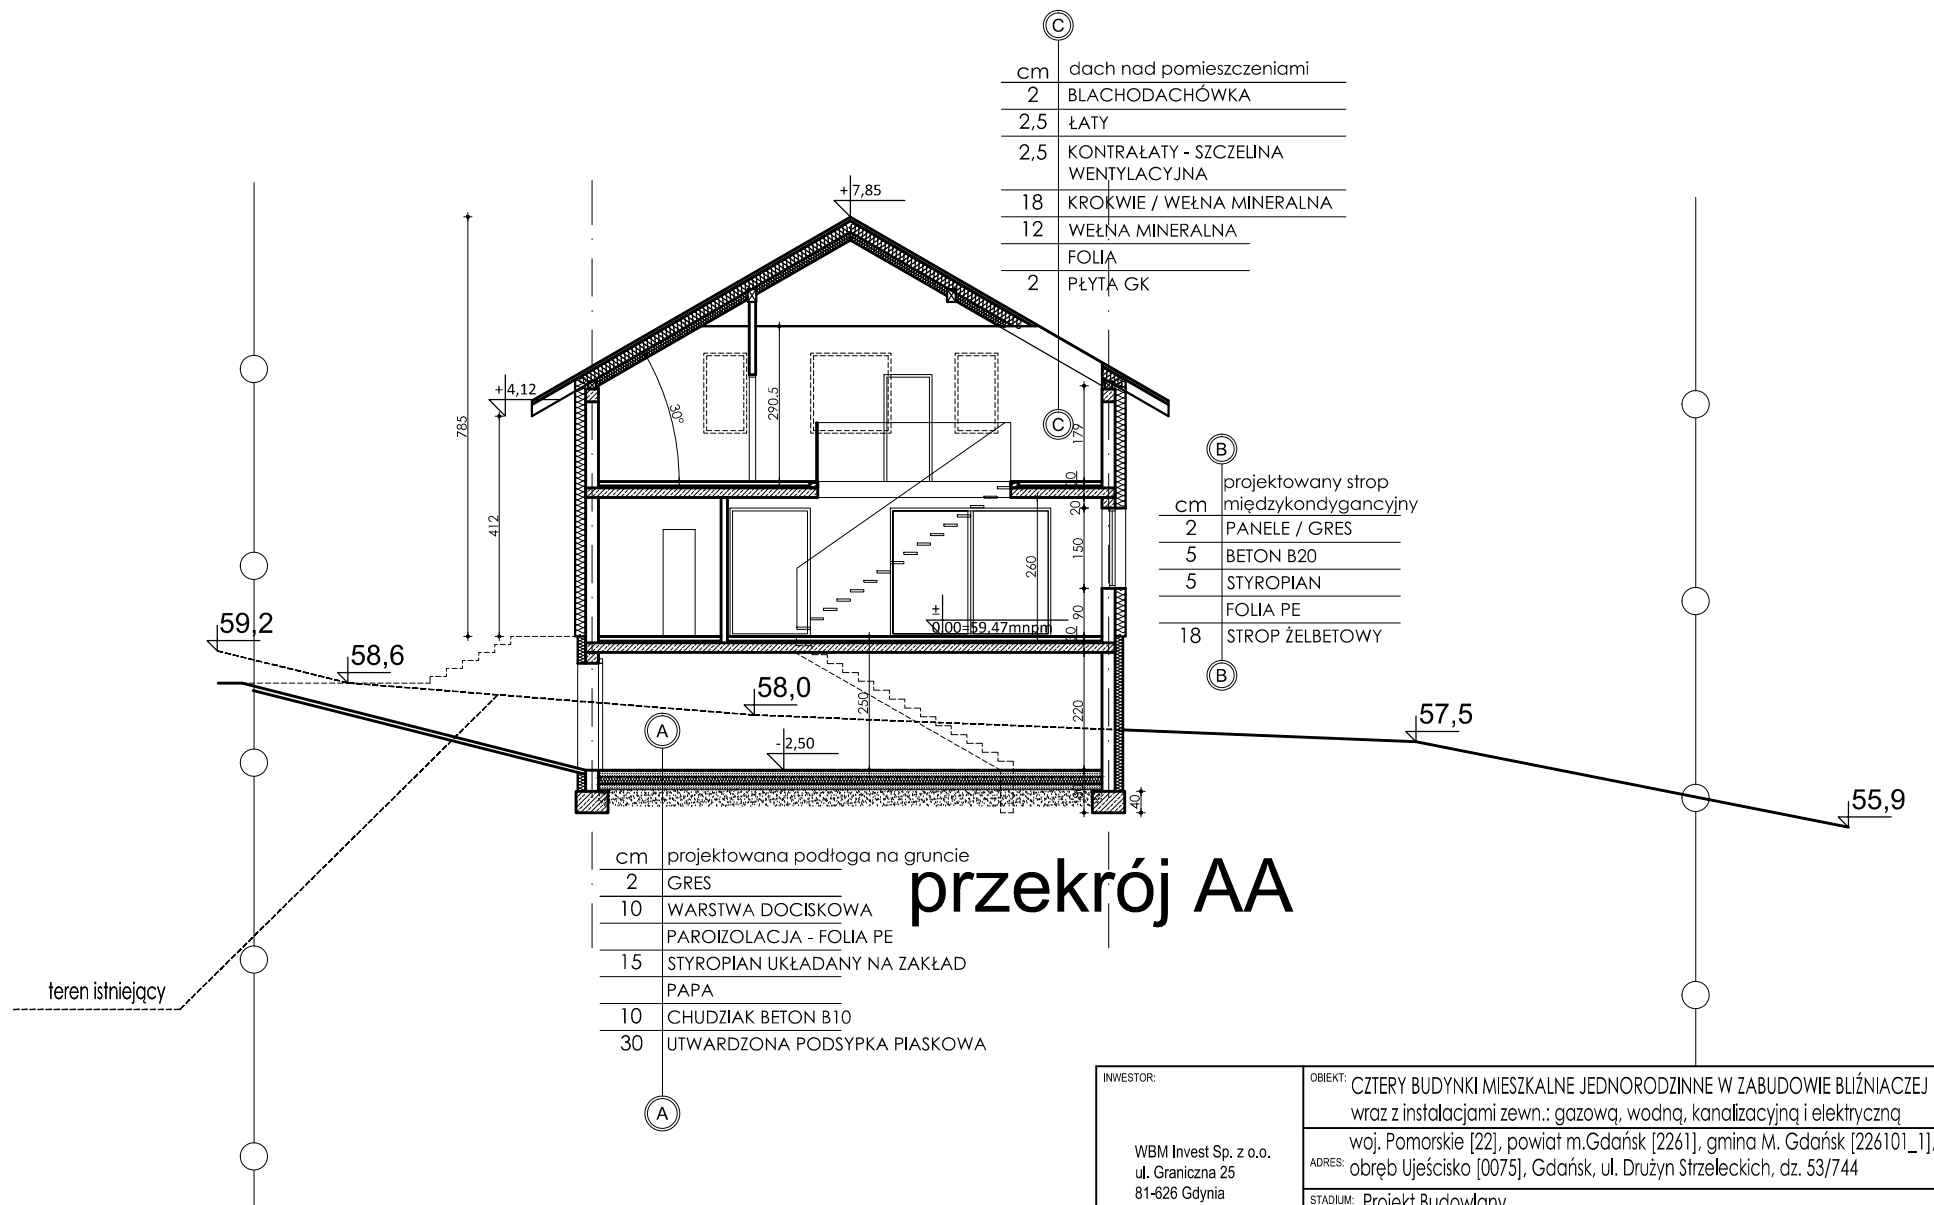 C
cm dach nad pomieszczeniami
2 BLACHODACHÓWKA
2,5 ŁATY
2,5 KONTRAŁATY - SZCZELINA
WENTYLACYJNA
18 KROKWIE / WEŁNA MINERALNA
12 WEŁNA MINERALNA
FOLIA
2 PŁYTA GK
+7,85
+4,12
785
412
30°
290.5
C
179
20
150
260
90
B
projektowany strop
cm międzykondygancyjny
2 PANELE / GRES
5 BETON B20
5 STYROPIAN
FOLIA PE
18 STROP ŻELBETOWY
B
±
0,00=59,47mnpm
59,2
58,6
58,0
57,5
55,9
250
220
-2,50
40
A
cm projektowana podłoga na gruncie
2 GRES
10 WARSTWA DOCISKOWA
PAROIZOLACJA - FOLIA PE
15 STYROPIAN UKŁADANY NA ZAKŁAD
PAPA
10 CHUDZIAK BETON B10
30 UTWARDZONA PODSYPKA PIASKOWA
A
przekrój AA
teren istniejący
INWESTOR:
WBM Invest Sp. z o.o.
ul. Graniczna 25
81-626 Gdynia
OBIEKT: CZTERY BUDYNKI MIESZKALNE JEDNORODZINNE W ZABUDOWIE BLIŹNIACZEJ
wraz z instalacjami zewn.: gazową, wodną, kanalizacyjną i elektryczną
woj. Pomorskie [22], powiat m.Gdańsk [2261], gmina M. Gdańsk [226101_1],
ADRES: obręb Ujeścisko [0075], Gdańsk, ul. Drużyn Strzeleckich, dz. 53/744
STADIUM: Projekt Budowlany